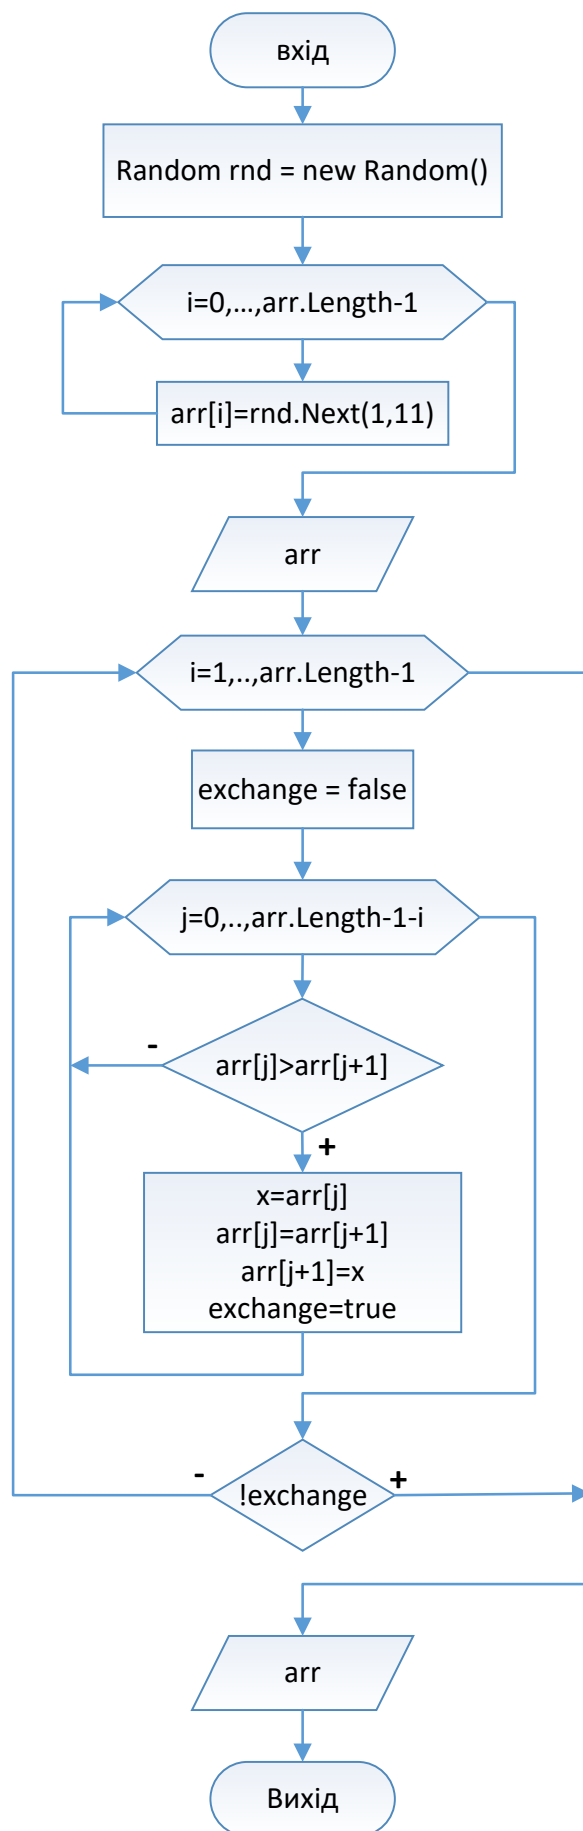 вхід
Random rnd = new Random()
i=0,...,arr.Length-1
arr[i]=rnd.Next(1,11)
arr
i=1,..,arr.Length-1
exchange = false
j=0,..,arr.Length-1-i
-
arr[j]>arr[j+1]
+
x=arr[j]
arr[j]=arr[j+1]
arr[j+1]=x
exchange=true
-
!exchange
+
arr
Вихід